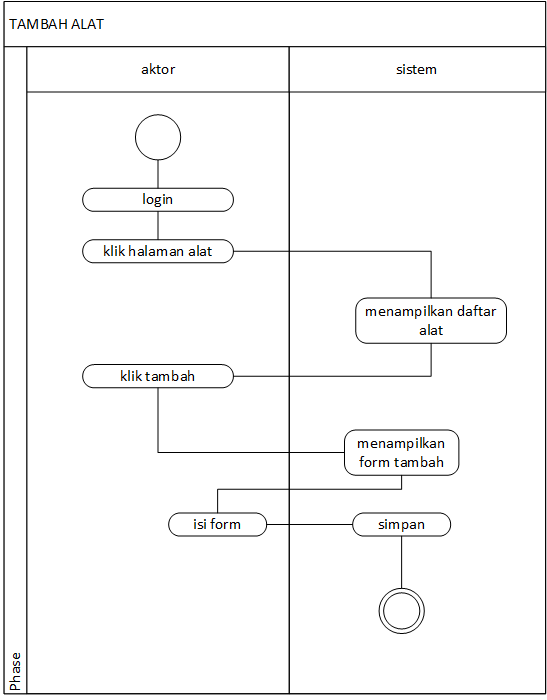 TAMBAH ALAT
aktor
sistem
login
klik halaman alat
menampilkan daftar
alat
klik tambah
menampilkan
form tambah
isi form
simpan
Phase